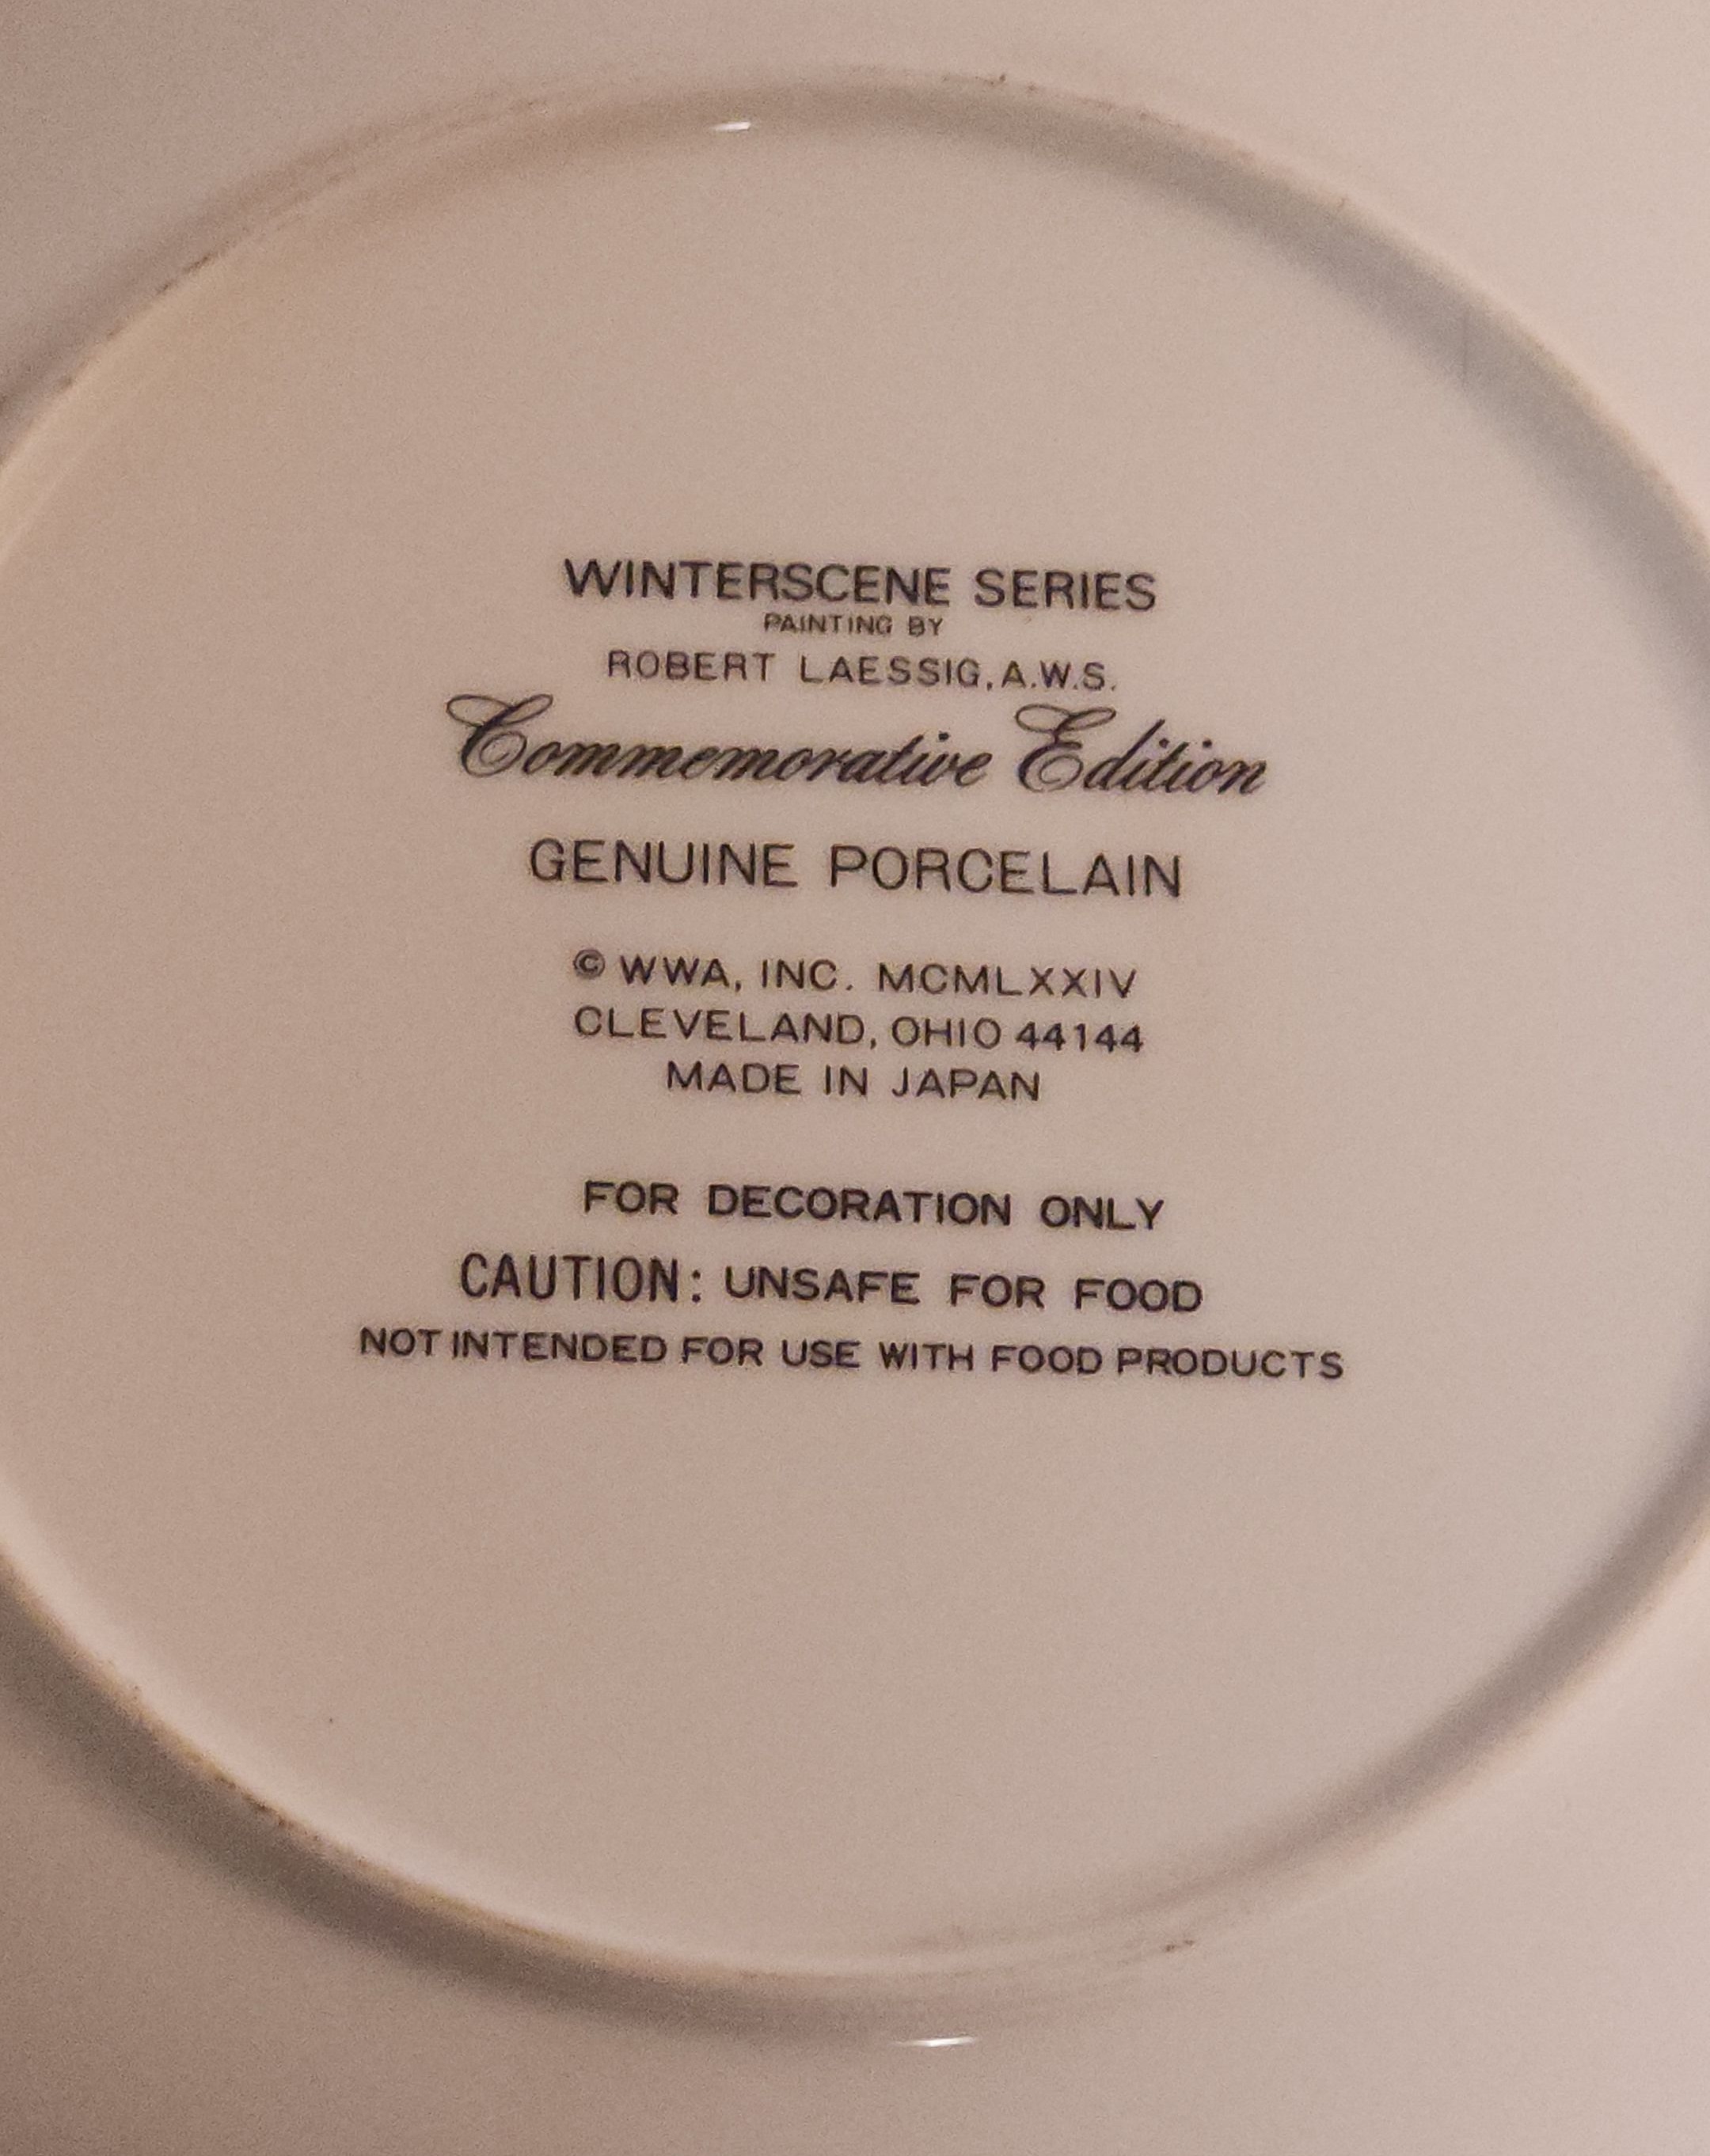 WINTERSCENE SERIES
PAINTING BY
ROBERT LAESSIG, A.W.S.
Commemorative Edition
GENUINE PORCELAIN
© WWA, INC. MCMLXXIV
CLEVELAND, OHIO 44144
MADE IN JAPAN
FOR DECORATION ONLY
CAUTION: UNSAFE FOR FOOD
NOT INTENDED FOR USE WITH FOOD PRODUCTS